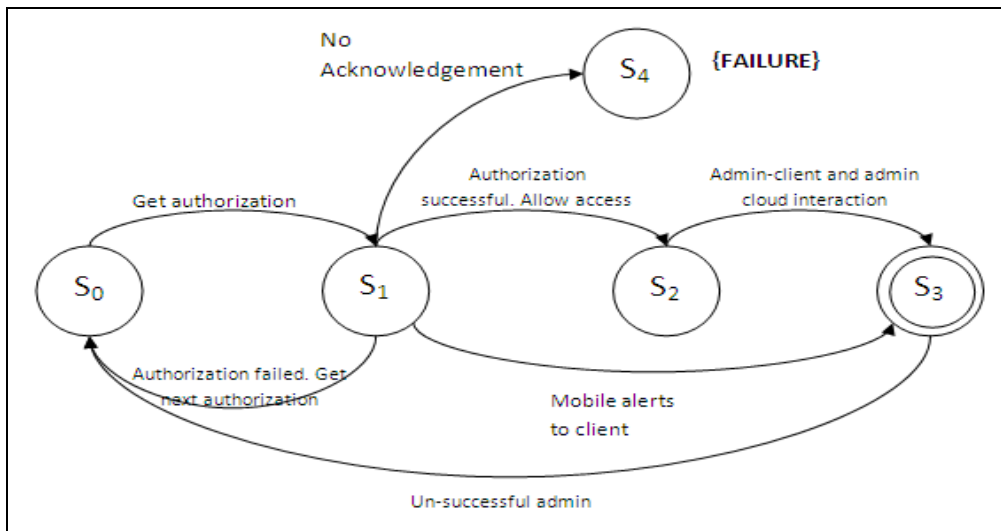 No
Acknowledgement
S4
{FAILURE}
Get authorization
Authorization
successful. Allow access
Admin-client and admin
cloud interaction
S0
S1
S2
S3
Authorization failed. Get
next authorization
Mobile alerts
to client
Un-successful admin